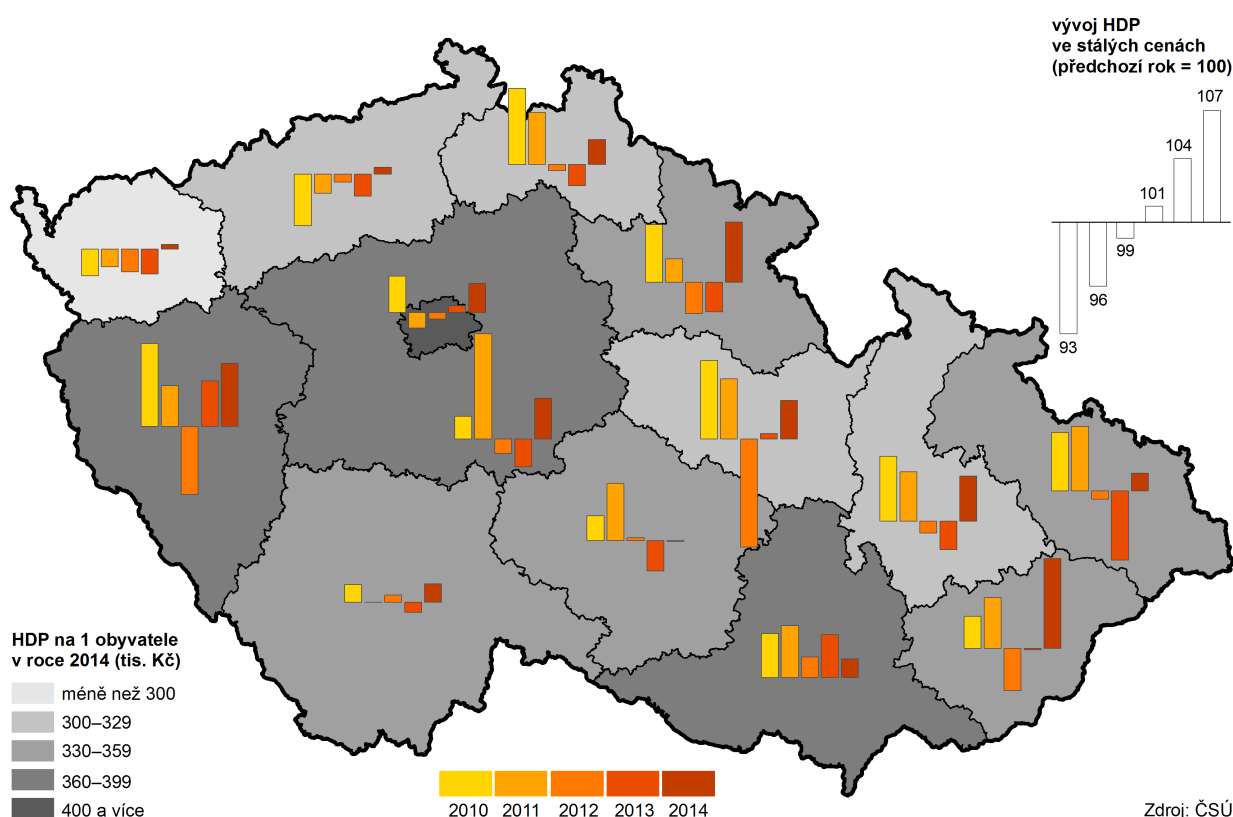 vývoj HDP
ve stálých cenách
(předchozí rok = 100)
107
104
101
99
96
93
HDP na 1 obyvatele
v roce 2014 (tis. Kč)
méně než 300
300–329
330–359
360–399
400 a více
2010 2011 2012 2013 2014
Zdroj: ČSÚ